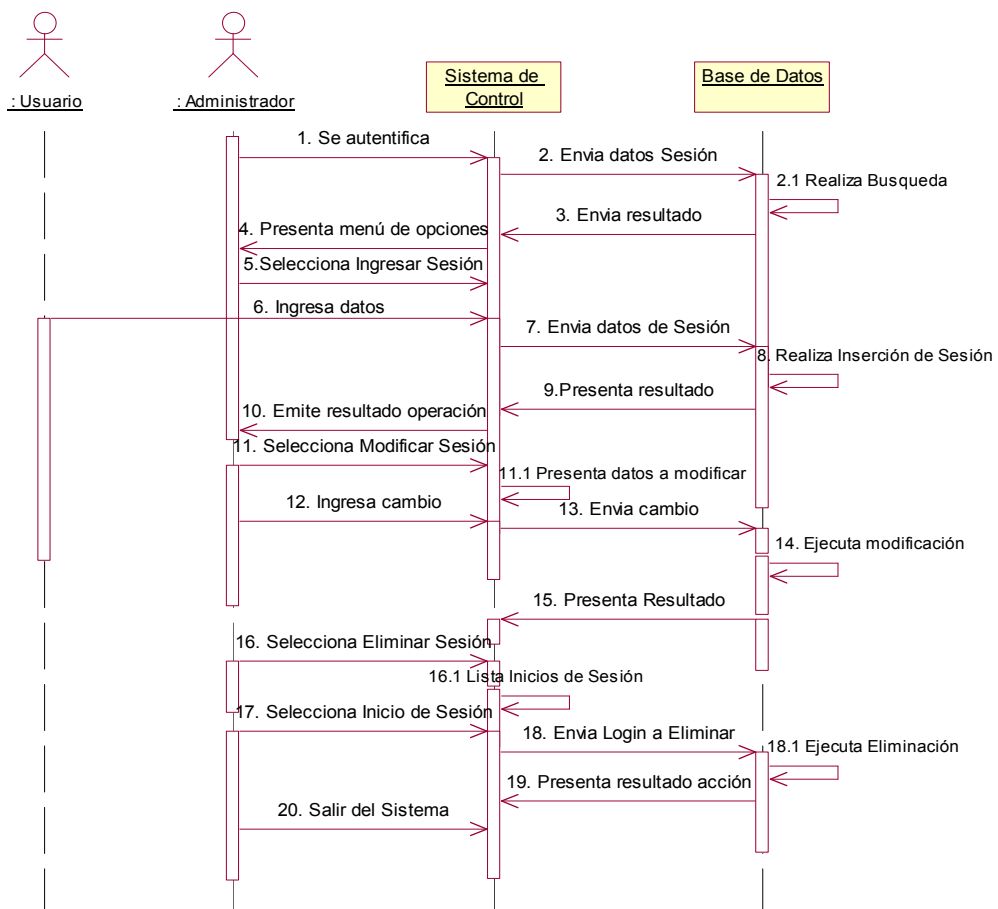 : Usuario
: Administrador
Sistema de
Control
Base de Datos
1. Se autentifica
2. Envia datos Sesión
2.1 Realiza Busqueda
3. Envia resultado
4. Presenta menú de opciones
5.Selecciona Ingresar Sesión
6. Ingresa datos
7. Envia datos de Sesión
8. Realiza Inserción de Sesión
9.Presenta resultado
10. Emite resultado operación
11. Selecciona Modificar Sesión
11.1 Presenta datos a modificar
12. Ingresa cambio
13. Envia cambio
14. Ejecuta modificación
15. Presenta Resultado
16. Selecciona Eliminar Sesión
16.1 Lista Inicios de Sesión
17. Selecciona Inicio de Sesión
18. Envia Login a Eliminar
18.1 Ejecuta Eliminación
19. Presenta resultado acción
20. Salir del Sistema